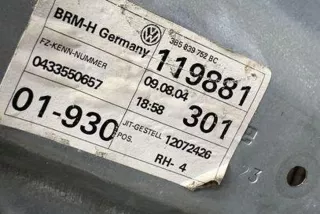 BRM-H Germany
3B5 839 752 BC
FZ-KENN-NUMMER
119881
0433550657
09.08.04
18:58
301
01-930
JIT-GESTELL
POS.
12072426
RH- 4
3